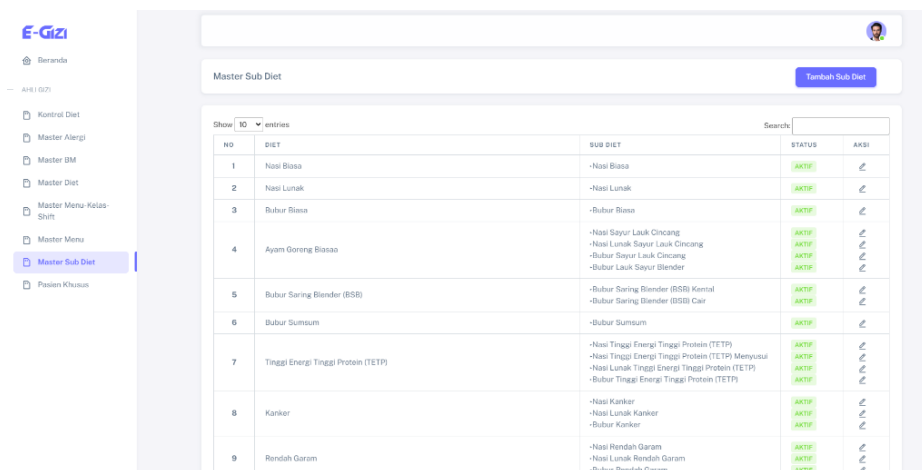 E-Gizi
Beranda
AHLI GIZI
Kontrol Diet
Master Alergi
Master BM
Master Diet
Master Menu-Kelas-
Shift
Master Menu
Master Sub Diet
Pasien Khusus
Master Sub Diet
Tambah Sub Diet
Show 10 entries
Search:
NO DIET SUB DIET STATUS AKSI
1 Nasi Biasa •Nasi Biasa AKTIF
2 Nasi Lunak •Nasi Lunak AKTIF
3 Bubur Biasa •Bubur Biasa AKTIF
4 Ayam Goreng Biasaa •Nasi Sayur Lauk Cincang AKTIF
•Nasi Lunak Sayur Lauk Cincang AKTIF
•Bubur Sayur Lauk Cincang AKTIF
•Bubur Lauk Sayur Blender AKTIF
5 Bubur Saring Blender (BSB) •Bubur Saring Blender (BSB) Kental AKTIF
•Bubur Saring Blender (BSB) Cair AKTIF
6 Bubur Sumsum •Bubur Sumsum AKTIF
7 Tinggi Energi Tinggi Protein (TETP) •Nasi Tinggi Energi Tinggi Protein (TETP) AKTIF
•Nasi Tinggi Energi Tinggi Protein (TETP) Menyusui AKTIF
•Nasi Lunak Tinggi Energi Tinggi Protein (TETP) AKTIF
•Bubur Tinggi Energi Tinggi Protein (TETP) AKTIF
8 Kanker •Nasi Kanker AKTIF
•Nasi Lunak Kanker AKTIF
•Bubur Kanker AKTIF
9 Rendah Garam •Nasi Rendah Garam AKTIF
•Nasi Lunak Rendah Garam AKTIF
•Bubur Rendah Garam AKTIF